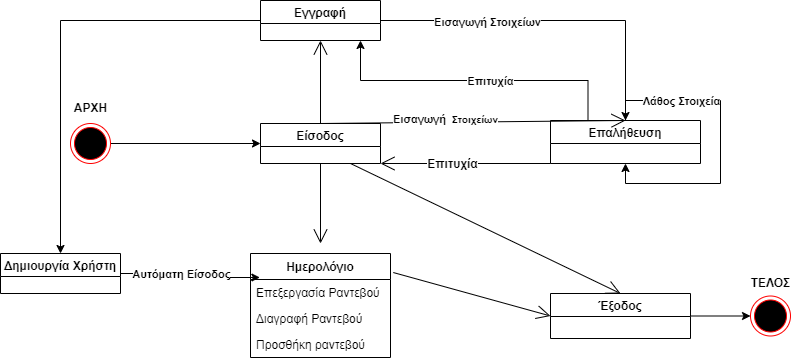 Εγγραφή
Εισαγωγή Στοιχείων
Επιτυχία
Λάθος Στοιχεία
ΑΡΧΗ
Εισαγωγή Στοιχείων
Είσοδος
Επαλήθευση
Επιτυχία
Δημιουργία Χρήστη
Αυτόματη Είσοδος
Ημερολόγιο
Επεξεργασία Ραντεβού
Διαγραφή Ραντεβού
Προσθήκη ραντεβού
Έξοδος
ΤΕΛΟΣ